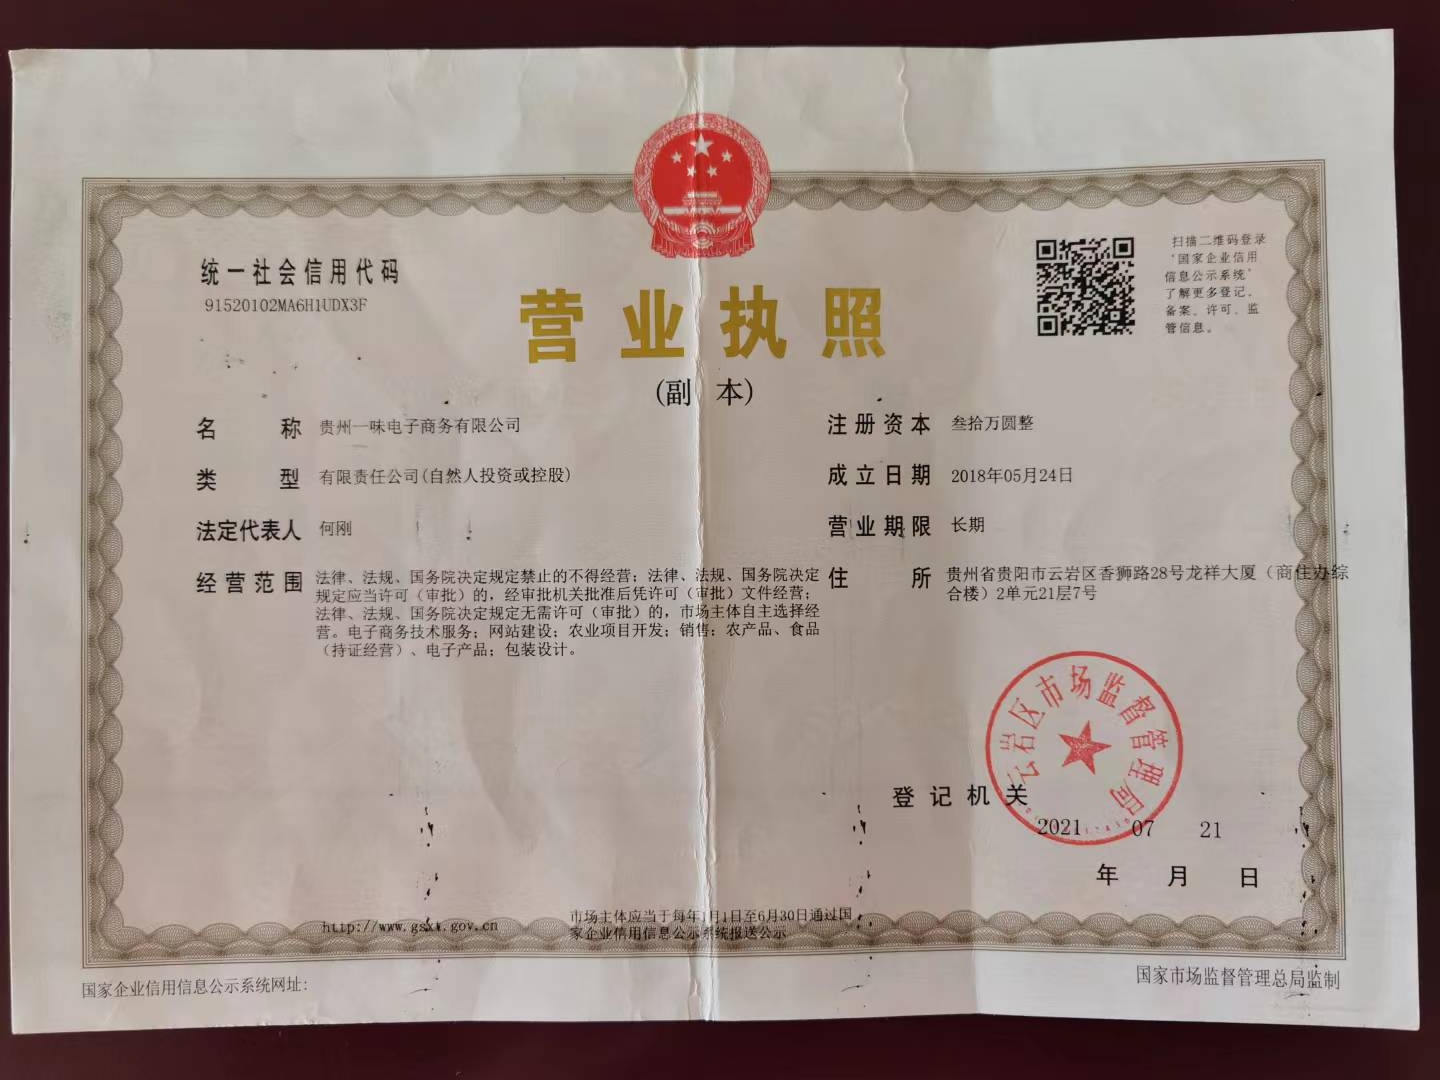 统一社会信用代码
91520102MA6H1UDX3F
扫描二维码登录
‘国家企业信用
信息公示系统’
了解更多登记、
备案、许可、监
管信息。
营业执照
(副 本)
名 称 贵州一味电子商务有限公司
类 型 有限责任公司(自然人投资或控股)
法定代表人 何刚
经营范围 法律、法规、国务院决定规定禁止的不得经营；法律、法规、国务院决定
规定应当许可（审批）的，经审批机关批准后凭许可（审批）文件经营；
法律、法规、国务院决定规定无需许可（审批）的，市场主体自主选择经
营。电子商务技术服务；网站建设；农业项目开发；销售：农产品、食品
（持证经营）、电子产品；包装设计。
注册资本 叁拾万圆整
成立日期 2018年05月24日
营业期限 长期
住 所 贵州省贵阳市云岩区香狮路28号龙祥大厦（商住办综
合楼）2单元21层7号
云岩区市场监督管理局
登记机关
2021 07 21
年 月 日
http://www.gsxt.gov.cn
市场主体应当于每年1月1日至6月30日通过国
家企业信用信息公示系统报送公示
国家企业信用信息公示系统网址:
国家市场监督管理总局监制